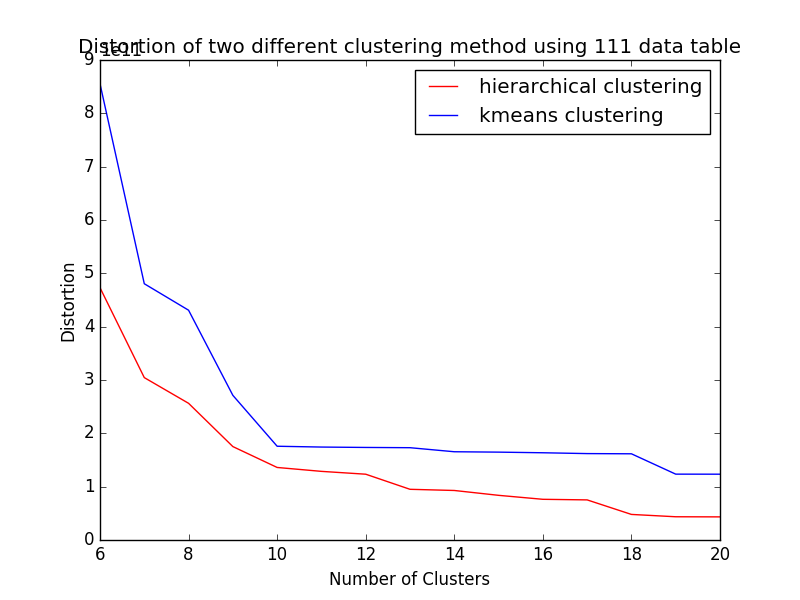 Distortion of two different clustering method using 111 data table
1e11
hierarchical clustering
kmeans clustering
9
8
7
6
5
4
3
2
1
0
Distortion
6 8 10 12 14 16 18 20
Number of Clusters